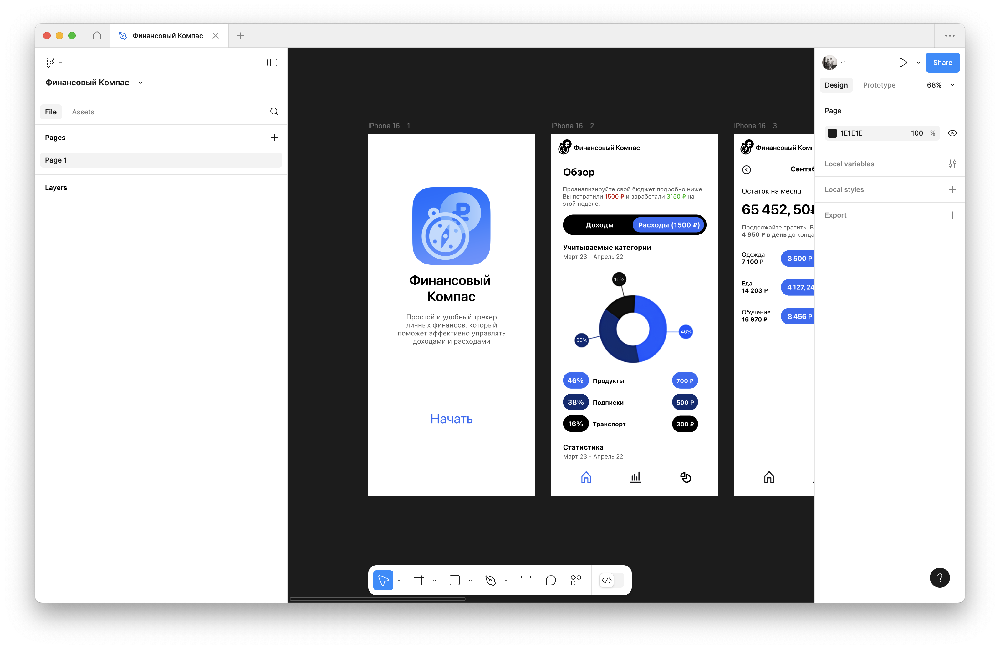 Финансовый Компас
Финансовый Компас
File
Assets
Pages
Page 1
Layers
iPhone 16 - 1
Финансовый
Компас
Простой и удобный трекер
личных финансов, который
поможет эффективно управлять
доходами и расходами
Начать
iPhone 16 - 2
Финансовый Компас
Обзор
Проанализируйте свой бюджет подробно ниже.
Вы потратили 1500 ₽ и заработали 3150 ₽ на
этой неделе.
Доходы
Расходы (1500 ₽)
Учитываемые категории
Март 23 - Апрель 22
16%
46%
38%
46% Продукты 700 ₽
38% Подписки 500 ₽
16% Транспорт 300 ₽
Статистика
Март 23 - Апрель 22
iPhone 16 - 3
Финансовый Комп
Сентяб
Остаток на месяц
65 452, 50₽
Продолжайте тратить. В
4 950 ₽ в день до конца
Одежда
7 100 ₽
3 500 ₽
Еда
14 203 ₽
4 127, 24
Обучение
16 970 ₽
8 456 ₽
Share
Design
Prototype
68%
Page
1E1E1E
100 %
Local variables
Local styles
Export
?